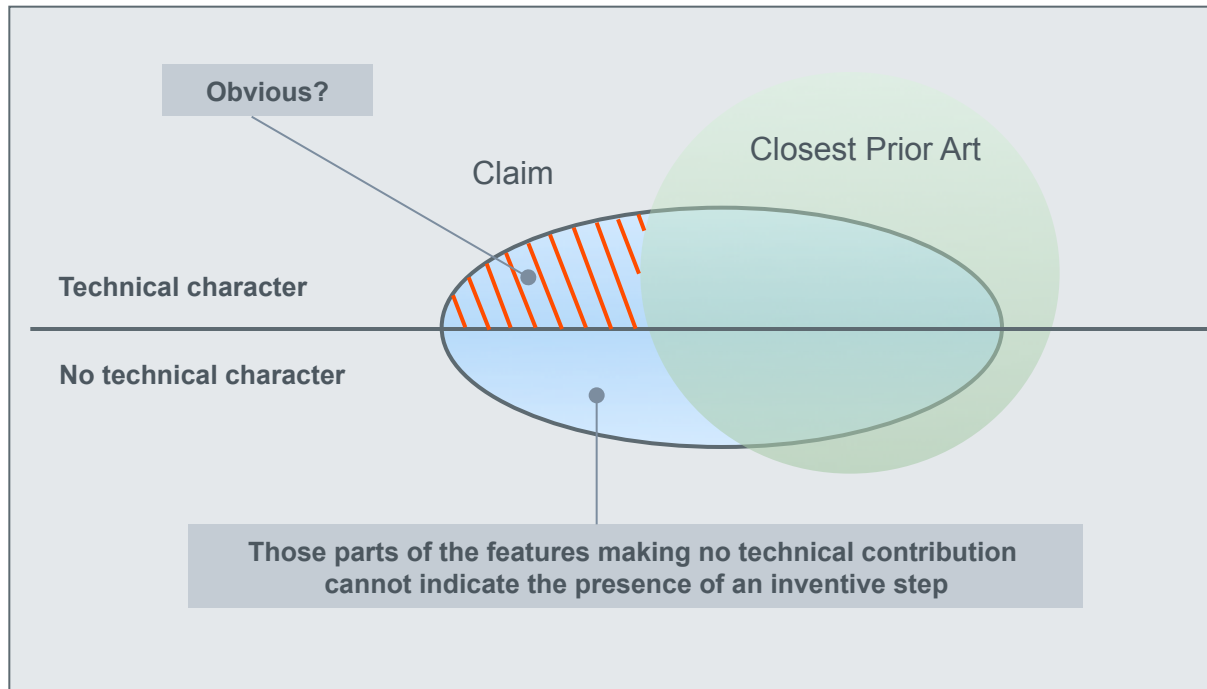 Obvious?
Closest Prior Art
Claim
Technical character
No technical character
Those parts of the features making no technical contribution
cannot indicate the presence of an inventive step